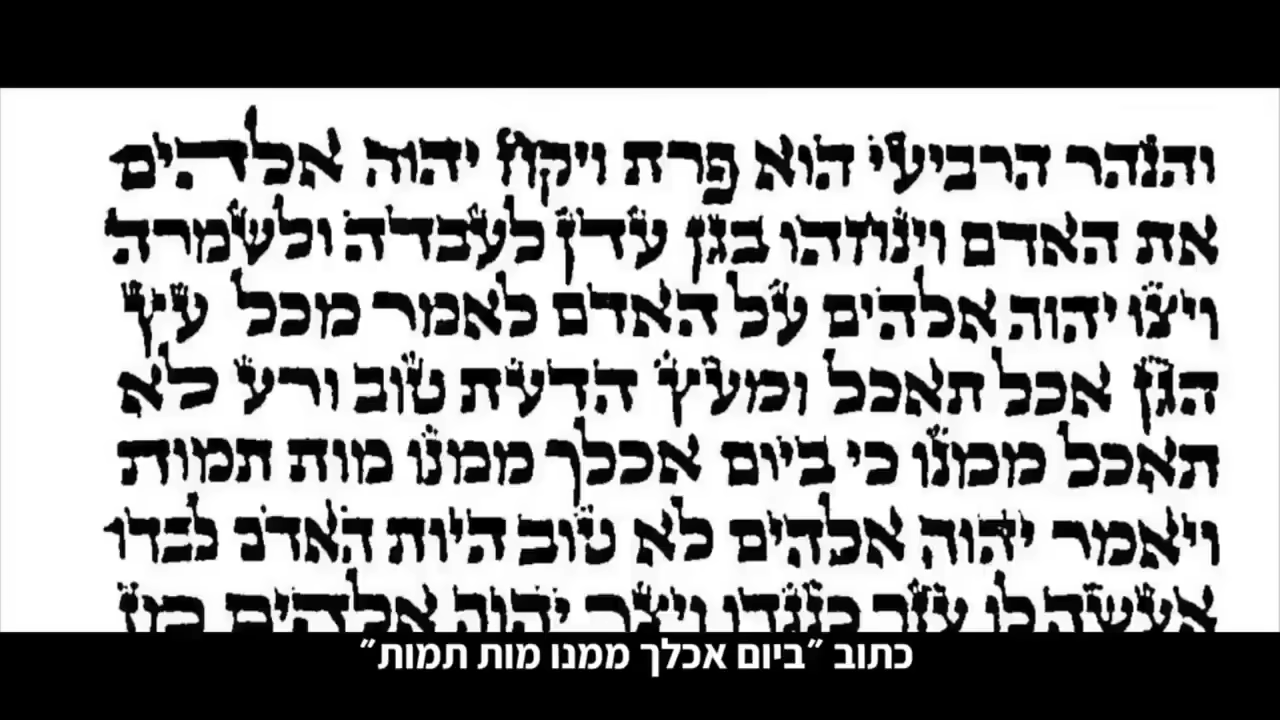 והנהר הרביעי הוא פרת ויקח יהוה אלהים
את האדם וינחהו בגן עדן לעבדה ולשמרה
ויצו יהוה אלהים על האדם לאמר מכל עץ
הגן אכל תאכל ומעץ הדעת טוב ורע לא
תאכל ממנו כי ביום אכלך ממנו מות תמות
ויאמר יהוה אלהים לא טוב היות האדם לבדו
אעשה לו עזר כנגדו ויצר יהוה אלהים מן
כתוב "ביום אכלך ממנו מות תמות"